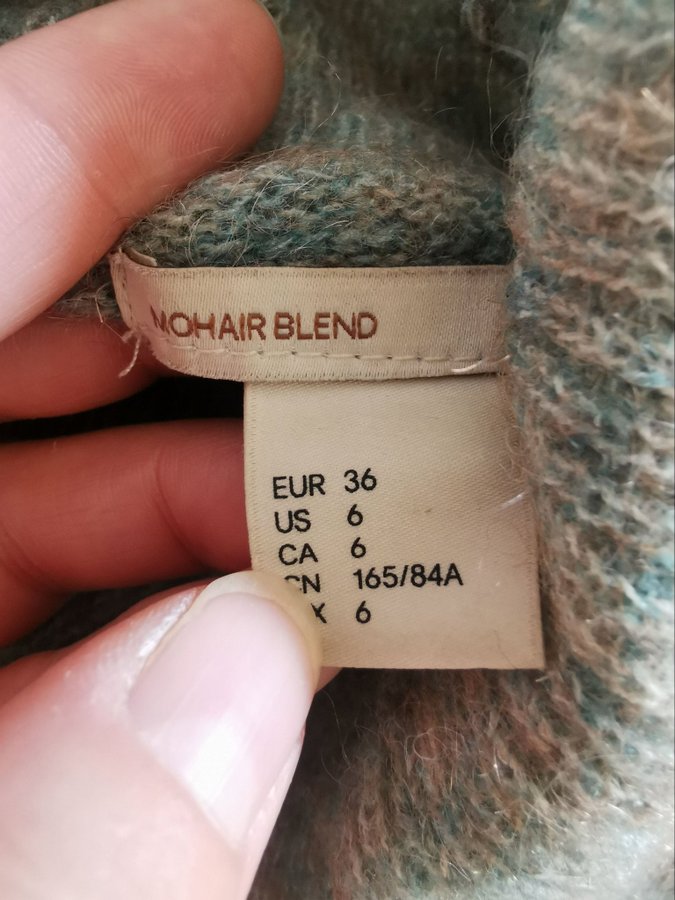 MOHAIR BLEND
EUR 36
US 6
CA 6
CN 165/84A
X 6